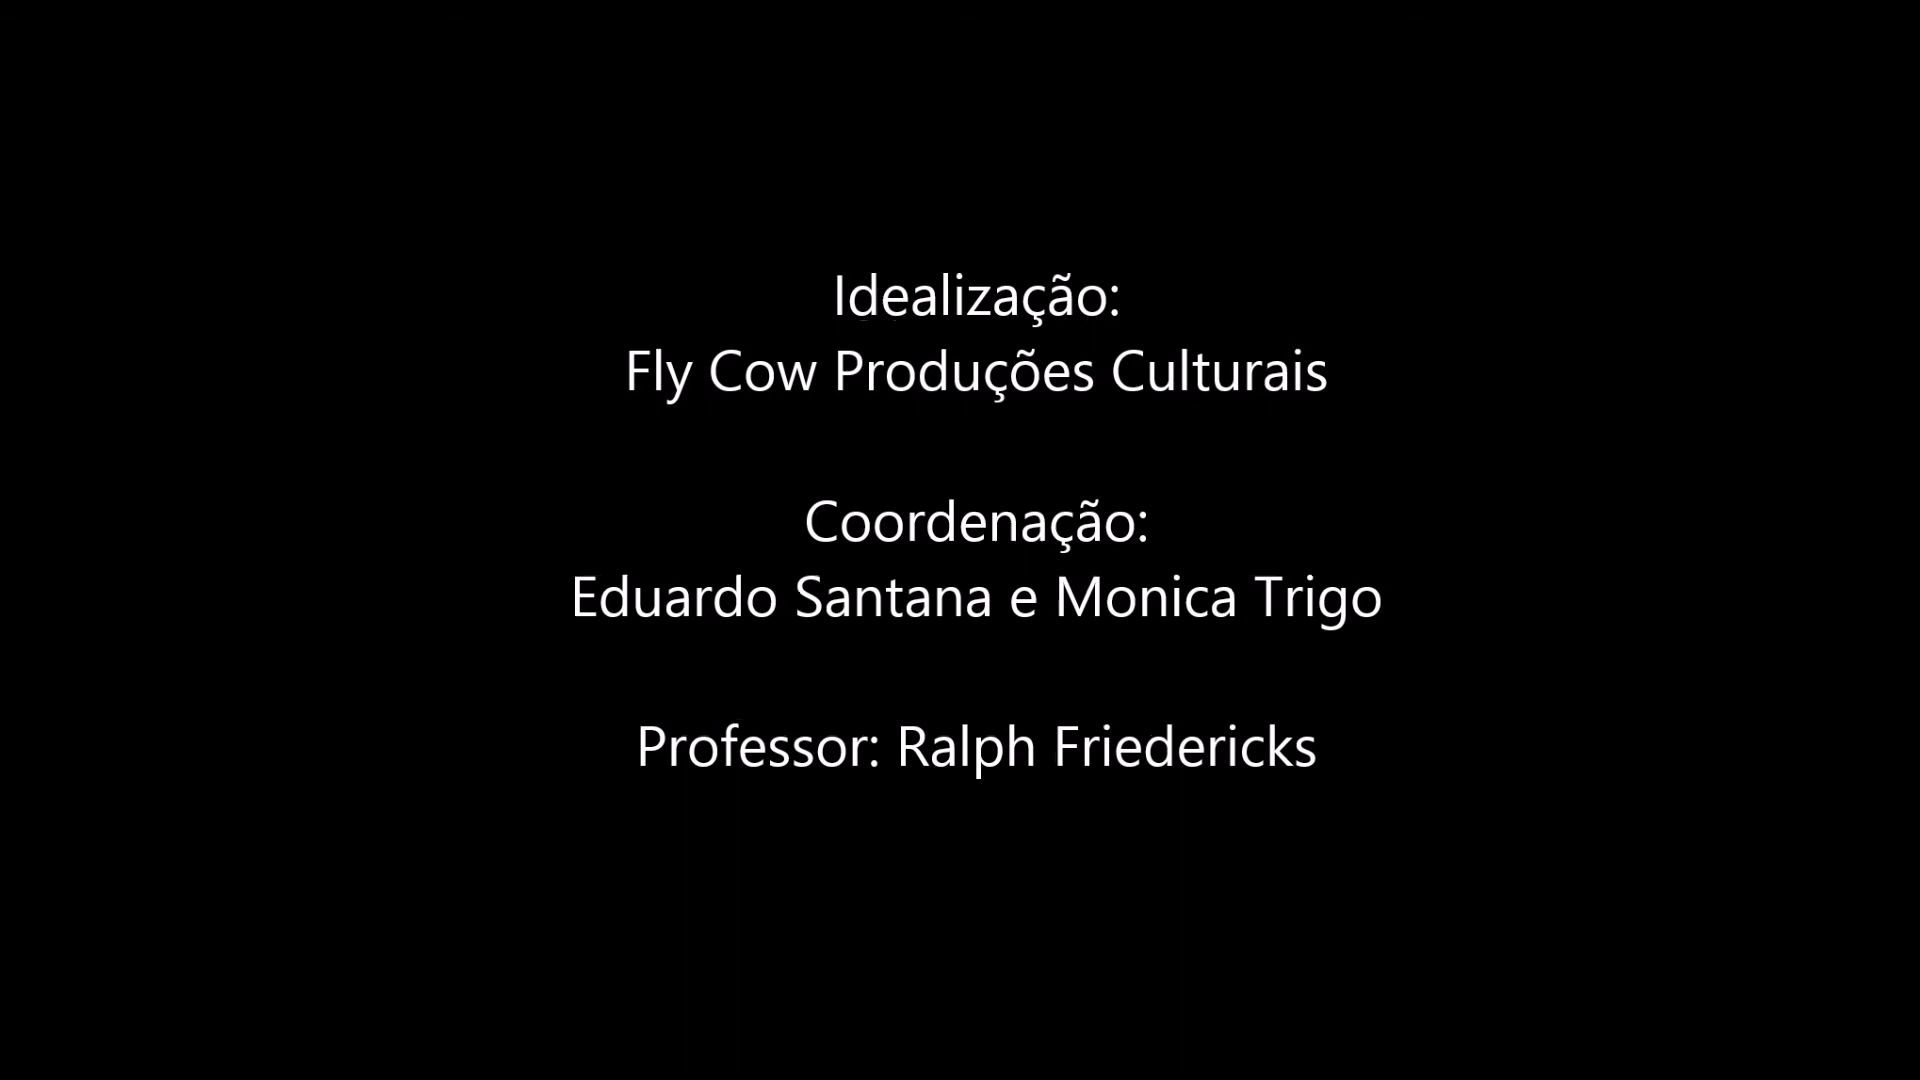 Idealização:
Fly Cow Produções Culturais
Coordenação:
Eduardo Santana e Monica Trigo
Professor: Ralph Friedericks